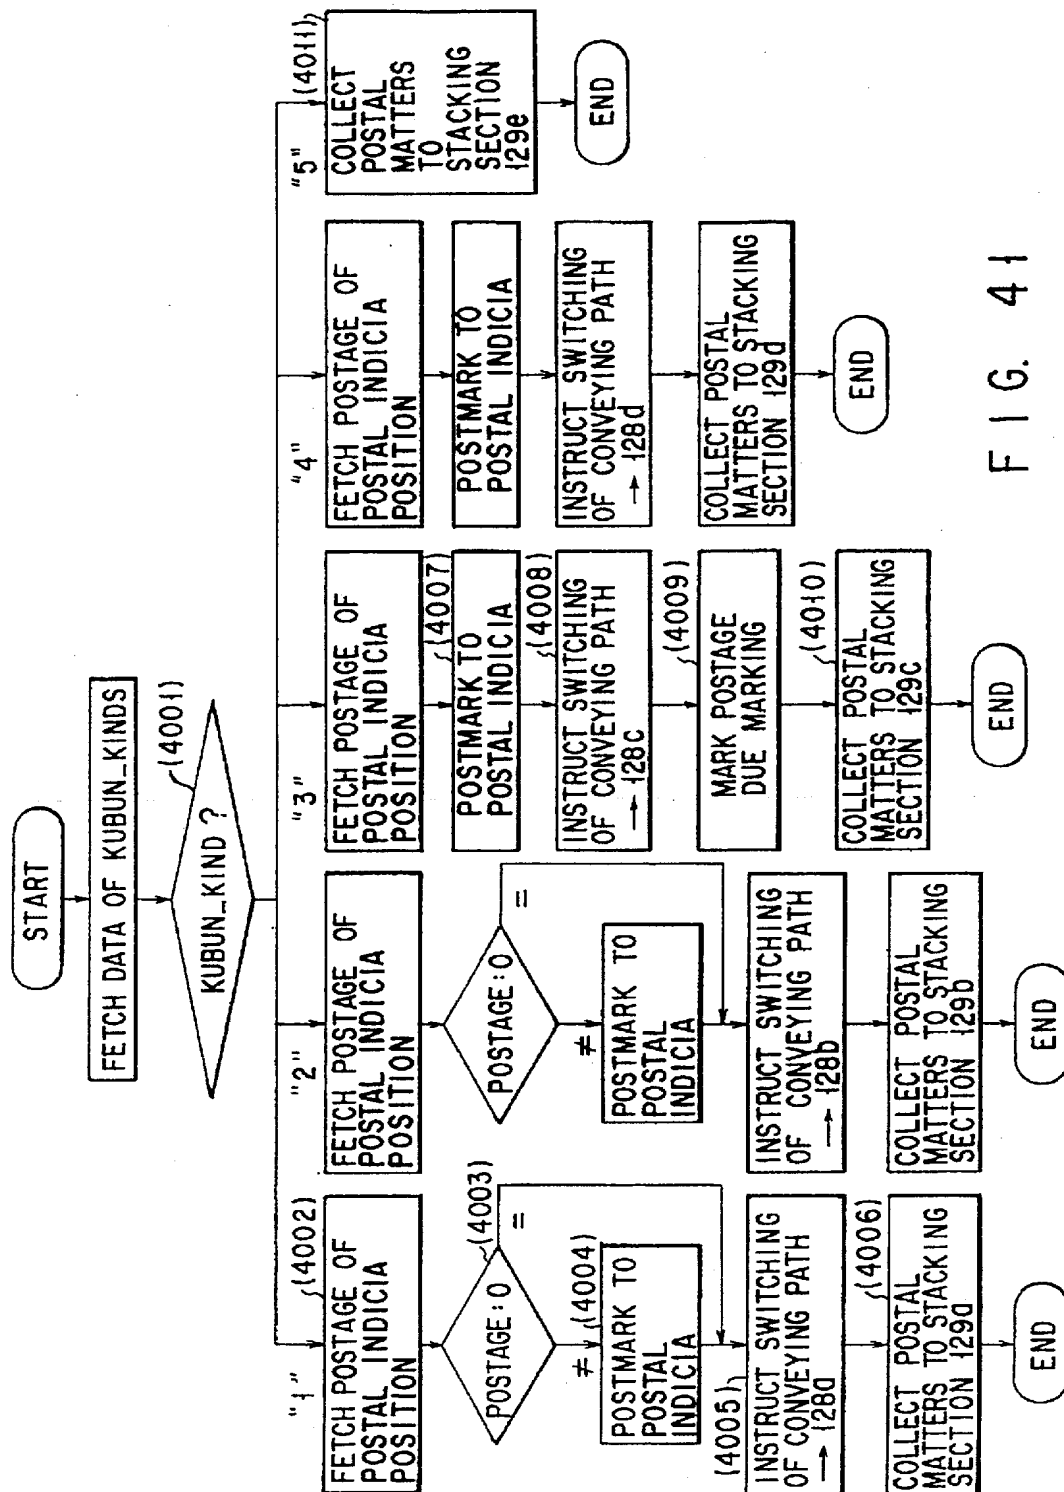 START
FETCH DATA OF KUBUN_KINDS
(4001)
KUBUN_KIND ?
"1"
(4002)
FETCH POSTAGE OF
POSTAL INDICIA
POSITION
(4003)
POSTAGE:0
=
≠
(4004)
POSTMARK TO
POSTAL
INDICIA
(4005)
INSTRUCT SWITCHING
OF CONVEYING PATH
→ 128a
(4006)
COLLECT POSTAL
MATTERS TO STACKING
SECTION 129a
END
"2"
FETCH POSTAGE OF
POSTAL INDICIA
POSITION
POSTAGE:0
=
≠
POSTMARK TO
POSTAL
INDICIA
INSTRUCT SWITCHING
OF CONVEYING PATH
→ 128b
COLLECT POSTAL
MATTERS TO STACKING
SECTION 129b
END
"3"
FETCH POSTAGE OF
POSTAL INDICIA
POSITION
(4007)
POSTMARK TO
POSTAL INDICIA
(4008)
INSTRUCT SWITCHING
OF CONVEYING PATH
→ 128c
(4009)
MARK POSTAGE
DUE MARKING
(4010)
COLLECT POSTAL
MATTERS TO STACKING
SECTION 129c
END
"4"
FETCH POSTAGE OF
POSTAL INDICIA
POSITION
POSTMARK TO
POSTAL INDICIA
INSTRUCT SWITCHING
OF CONVEYING PATH
→ 128d
COLLECT POSTAL
MATTERS TO STACKING
SECTION 129d
END
"5"
(4011)
COLLECT
POSTAL
MATTERS
TO
STACKING
SECTION
129e
END
FIG. 41